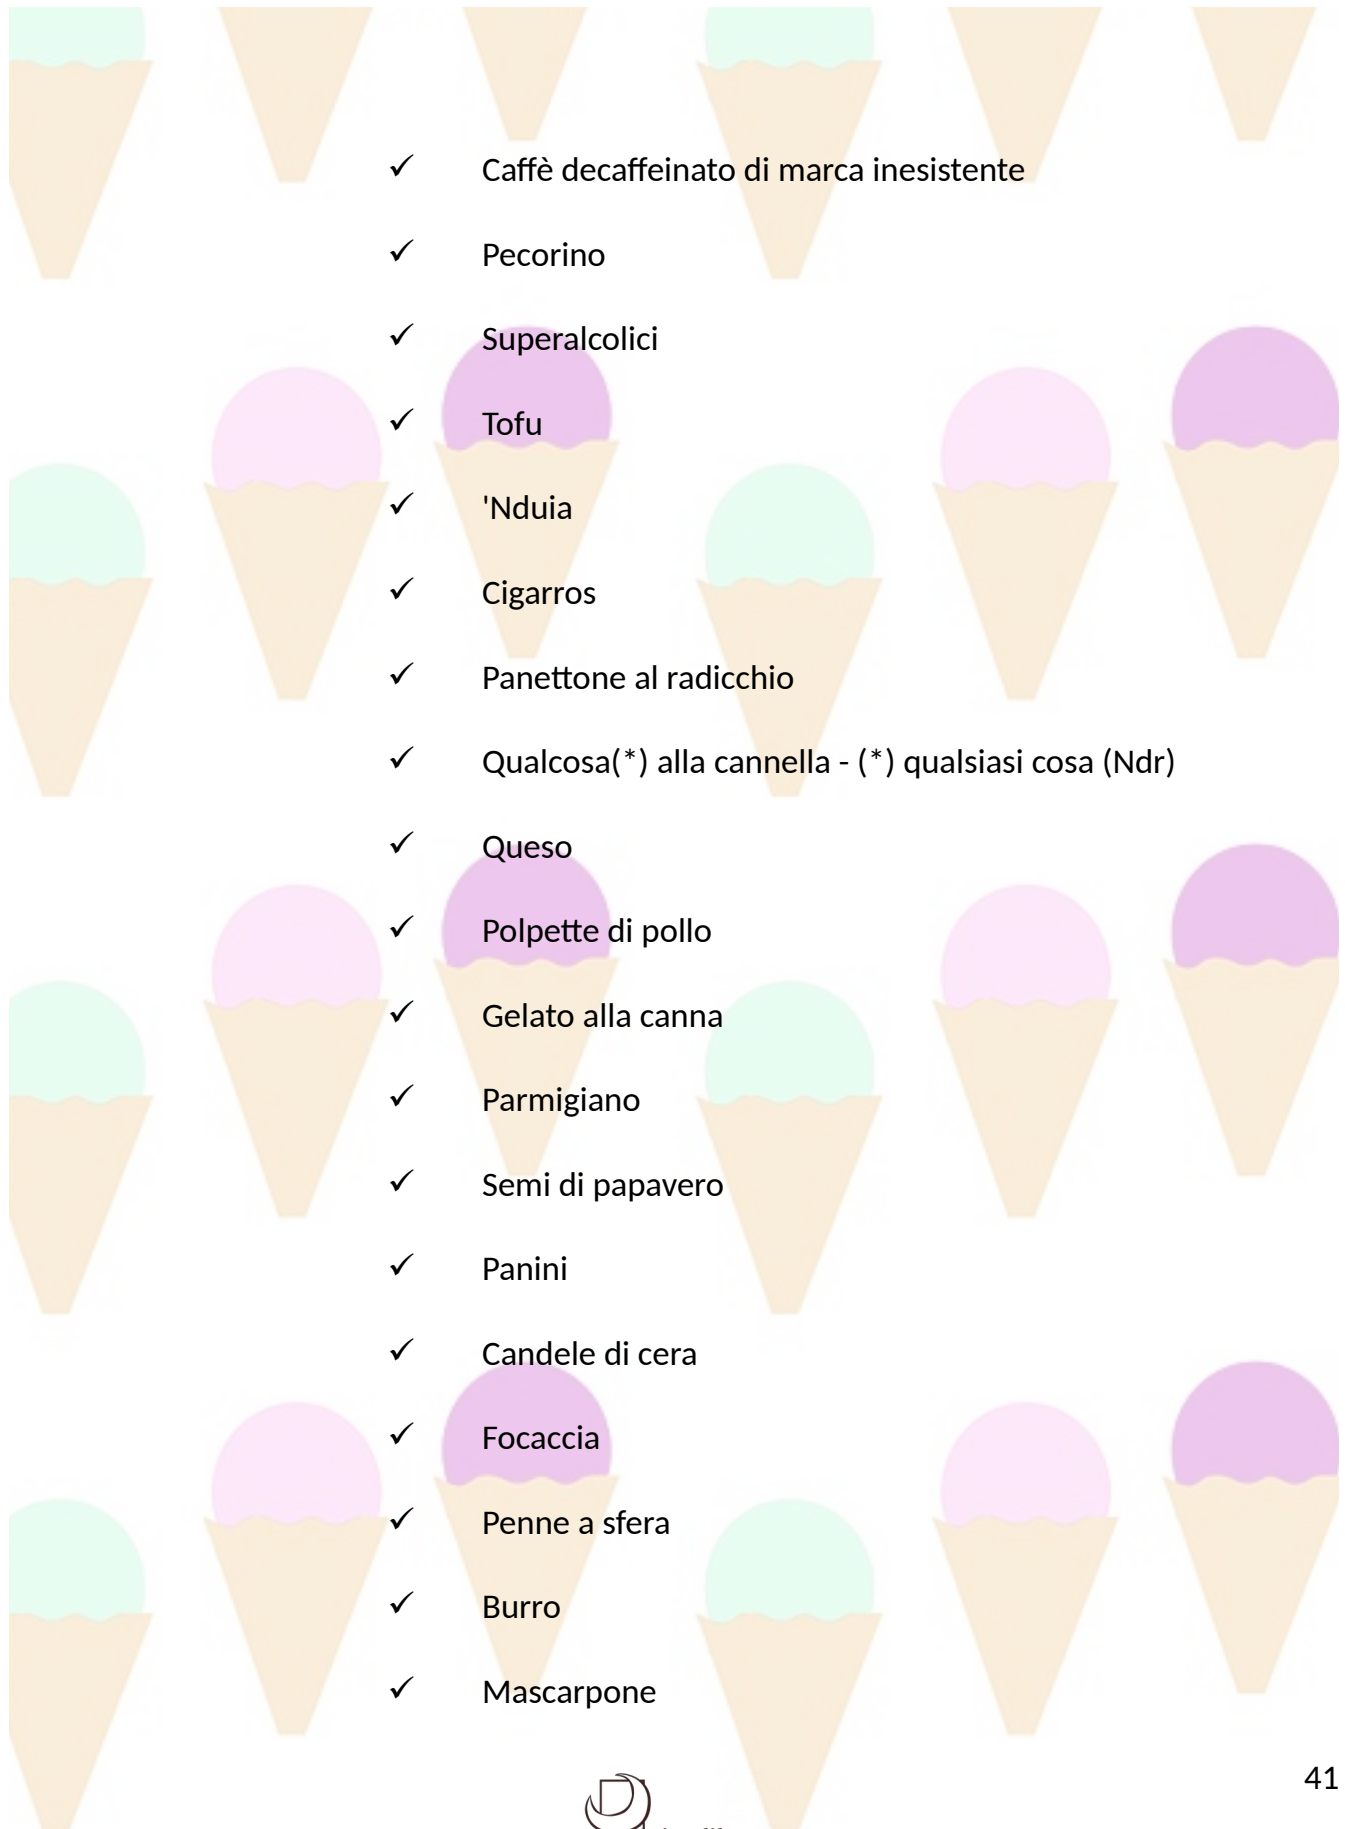 ✓ Caffè decaffeinato di marca inesistente
✓ Pecorino
✓ Superalcolici
✓ Tofu
✓ 'Nduia
✓ Cigarros
✓ Panettone al radicchio
✓ Qualcosa(*) alla cannella - (*) qualsiasi cosa (Ndr)
✓ Queso
✓ Polpette di pollo
✓ Gelato alla canna
✓ Parmigiano
✓ Semi di papavero
✓ Panini
✓ Candele di cera
✓ Focaccia
✓ Penne a sfera
✓ Burro
✓ Mascarpone
41